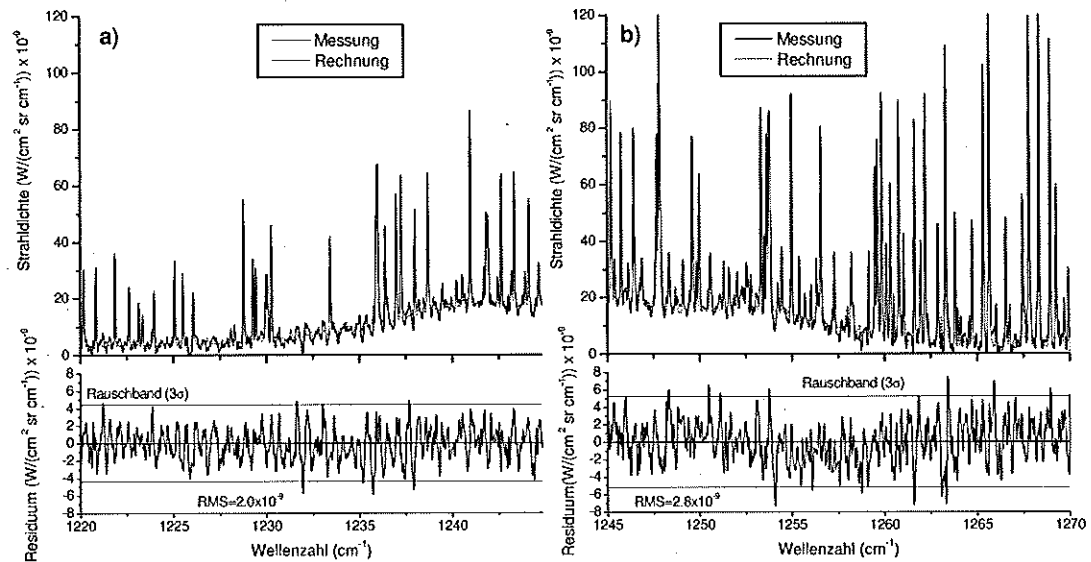 a)
Messung
Rechnung
Strahldichte (W/(cm² sr cm⁻¹)) x 10⁻⁹
120
100
80
60
40
20
0
Rauschband (3σ)
RMS=2.0x10⁻⁹
Residuum (W/(cm² sr cm⁻¹)) x 10⁻⁹
8
6
4
2
0
-2
-4
-6
-8
1220 1225 1230 1235 1240
Wellenzahl (cm⁻¹)
b)
Messung
Rechnung
Strahldichte (W/(cm² sr cm⁻¹)) x 10⁻⁹
120
100
80
60
40
20
0
Rauschband (3σ)
RMS=2.8x10⁻⁹
Residuum(W/(cm² sr cm⁻¹)) x 10⁻⁹
8
6
4
2
0
-2
-4
-6
-8
1245 1250 1255 1260 1265 1270
Wellenzahl (cm⁻¹)